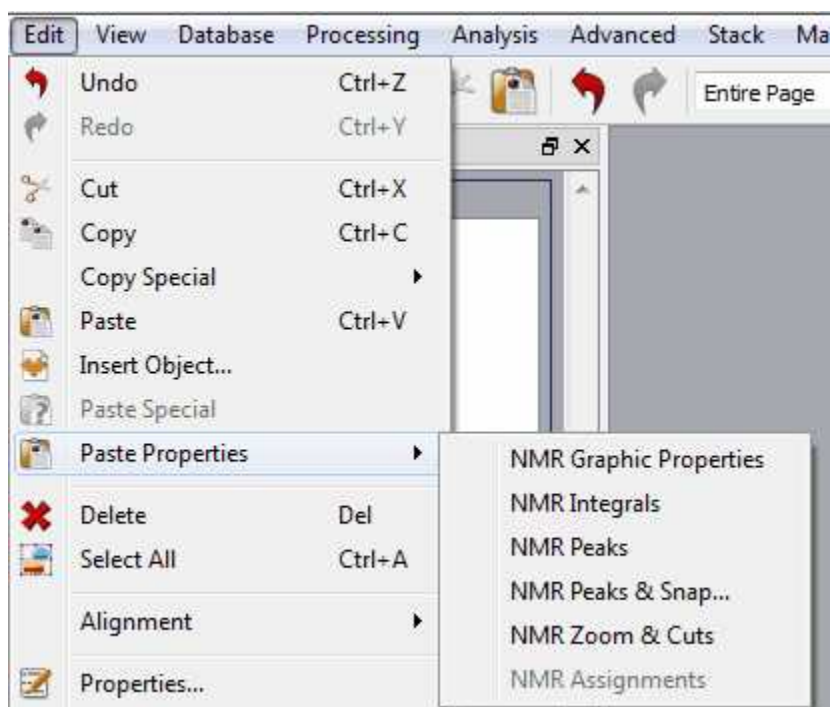 Edit View Database Processing Analysis Advanced Stack Ma
Undo Ctrl+Z
Entire Page
Redo Ctrl+Y
Cut Ctrl+X
Copy Ctrl+C
Copy Special
Paste Ctrl+V
Insert Object...
Paste Special
Paste Properties
NMR Graphic Properties
NMR Integrals
NMR Peaks
NMR Peaks & Snap...
NMR Zoom & Cuts
NMR Assignments
Delete Del
Select All Ctrl+A
Alignment
Properties...